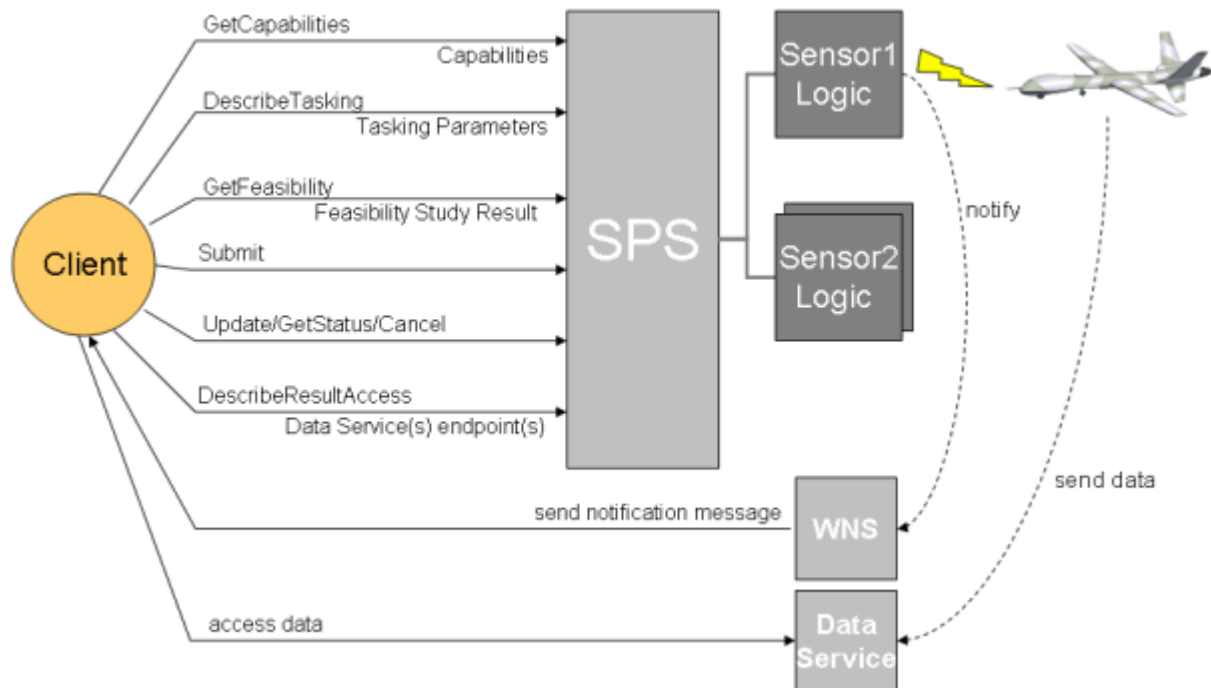 GetCapabilities
Capabilities
DescribeTasking
Tasking Parameters
GetFeasibility
Feasibility Study Result
Submit
Update/GetStatus/Cancel
DescribeResultAccess
Data Service(s) endpoint(s)
Client
SPS
Sensor1
Logic
Sensor2
Logic
notify
send data
send notification message
WNS
access data
Data
Service